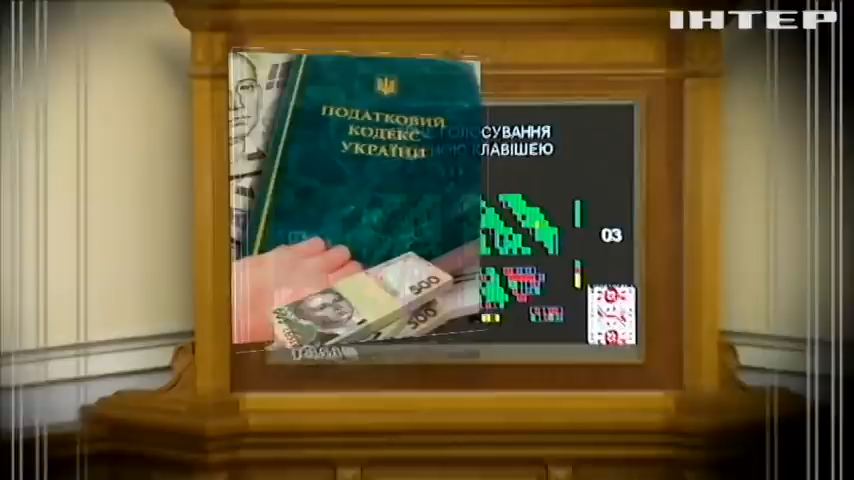 ІНТЕР
ПОДАТКОВИЙ
КОДЕКС
УКРАЇНИ
ГОЛОСУВАННЯ
КЛАВІШЕЮ
03
500
500